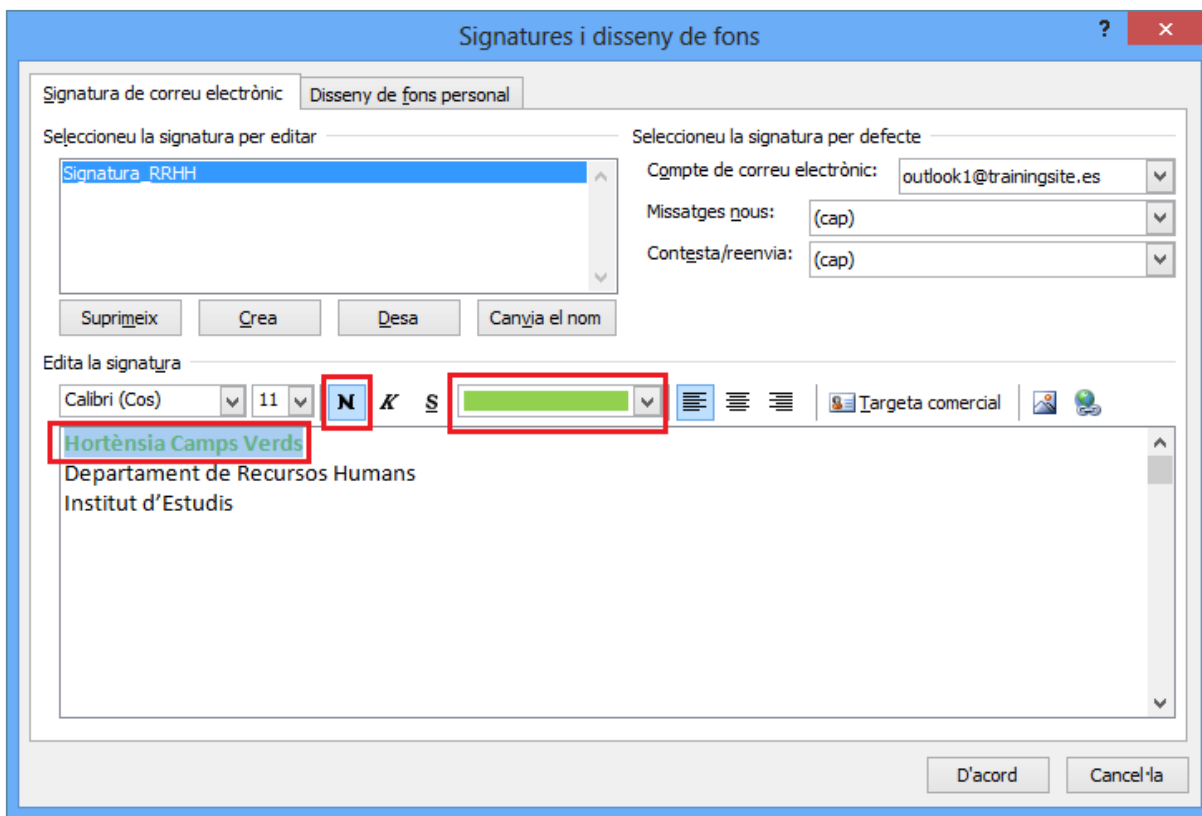 Signatures i disseny de fons
?
Signatura de correu electrònic
Disseny de fons personal
Seleccioneu la signatura per editar
Signatura_RRHH
Suprimeix
Crea
Desa
Canvia el nom
Seleccioneu la signatura per defecte
Compte de correu electrònic: outlook1@trainingsite.es
Missatges nous: (cap)
Contesta/reenvia: (cap)
Edita la signatura
Calibri (Cos) 11 N K S Targeta comercial
Hortènsia Camps Verds
Departament de Recursos Humans
Institut d’Estudis
D'acord
Cancel·la